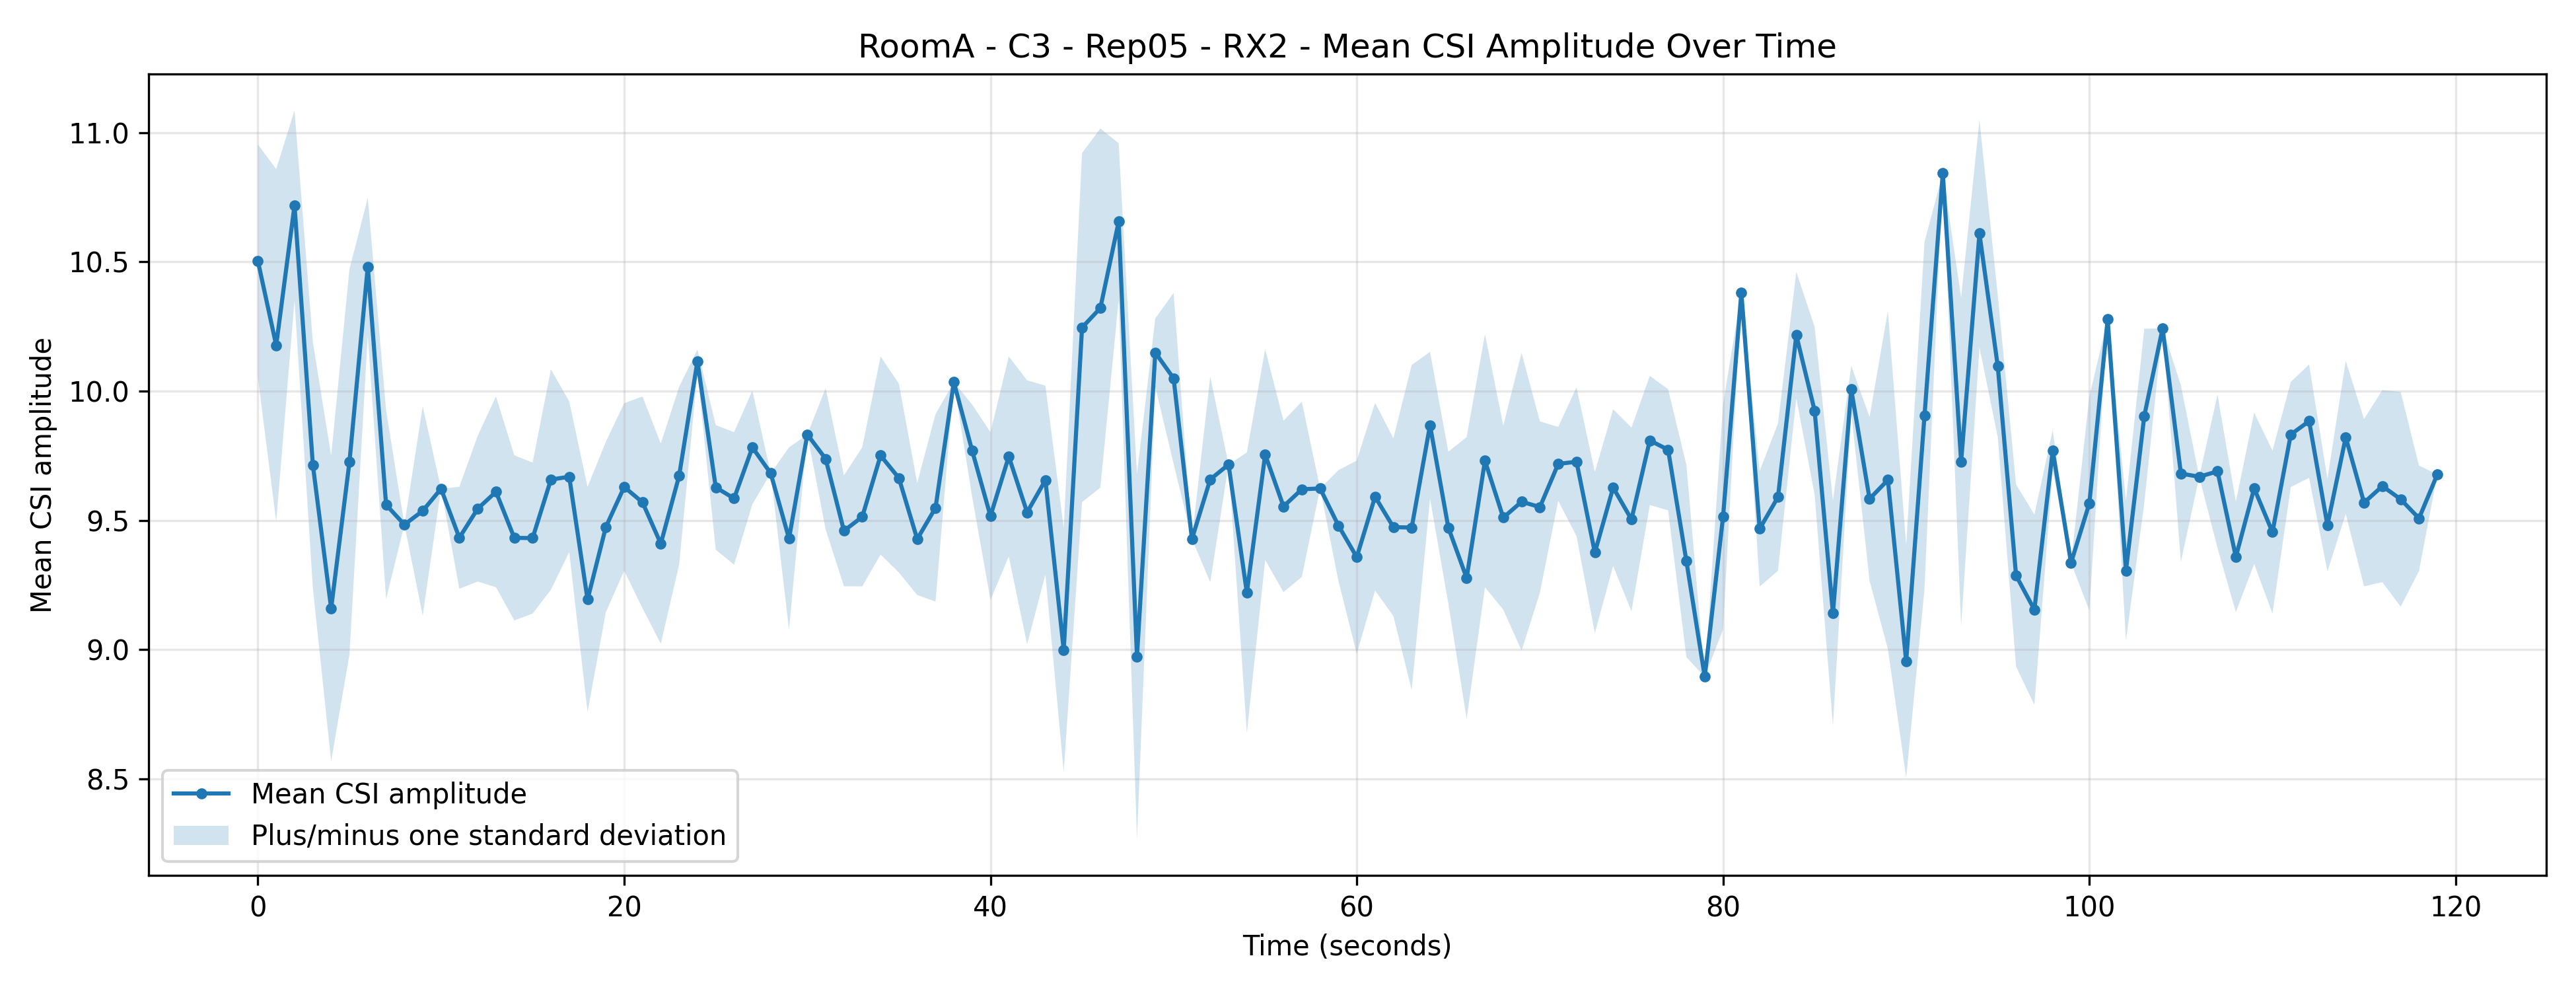 RoomA - C3 - Rep05 - RX2 - Mean CSI Amplitude Over Time
Mean CSI amplitude
11.0
10.5
10.0
9.5
9.0
8.5
Mean CSI amplitude
Plus/minus one standard deviation
0 20 40 60 80 100 120
Time (seconds)